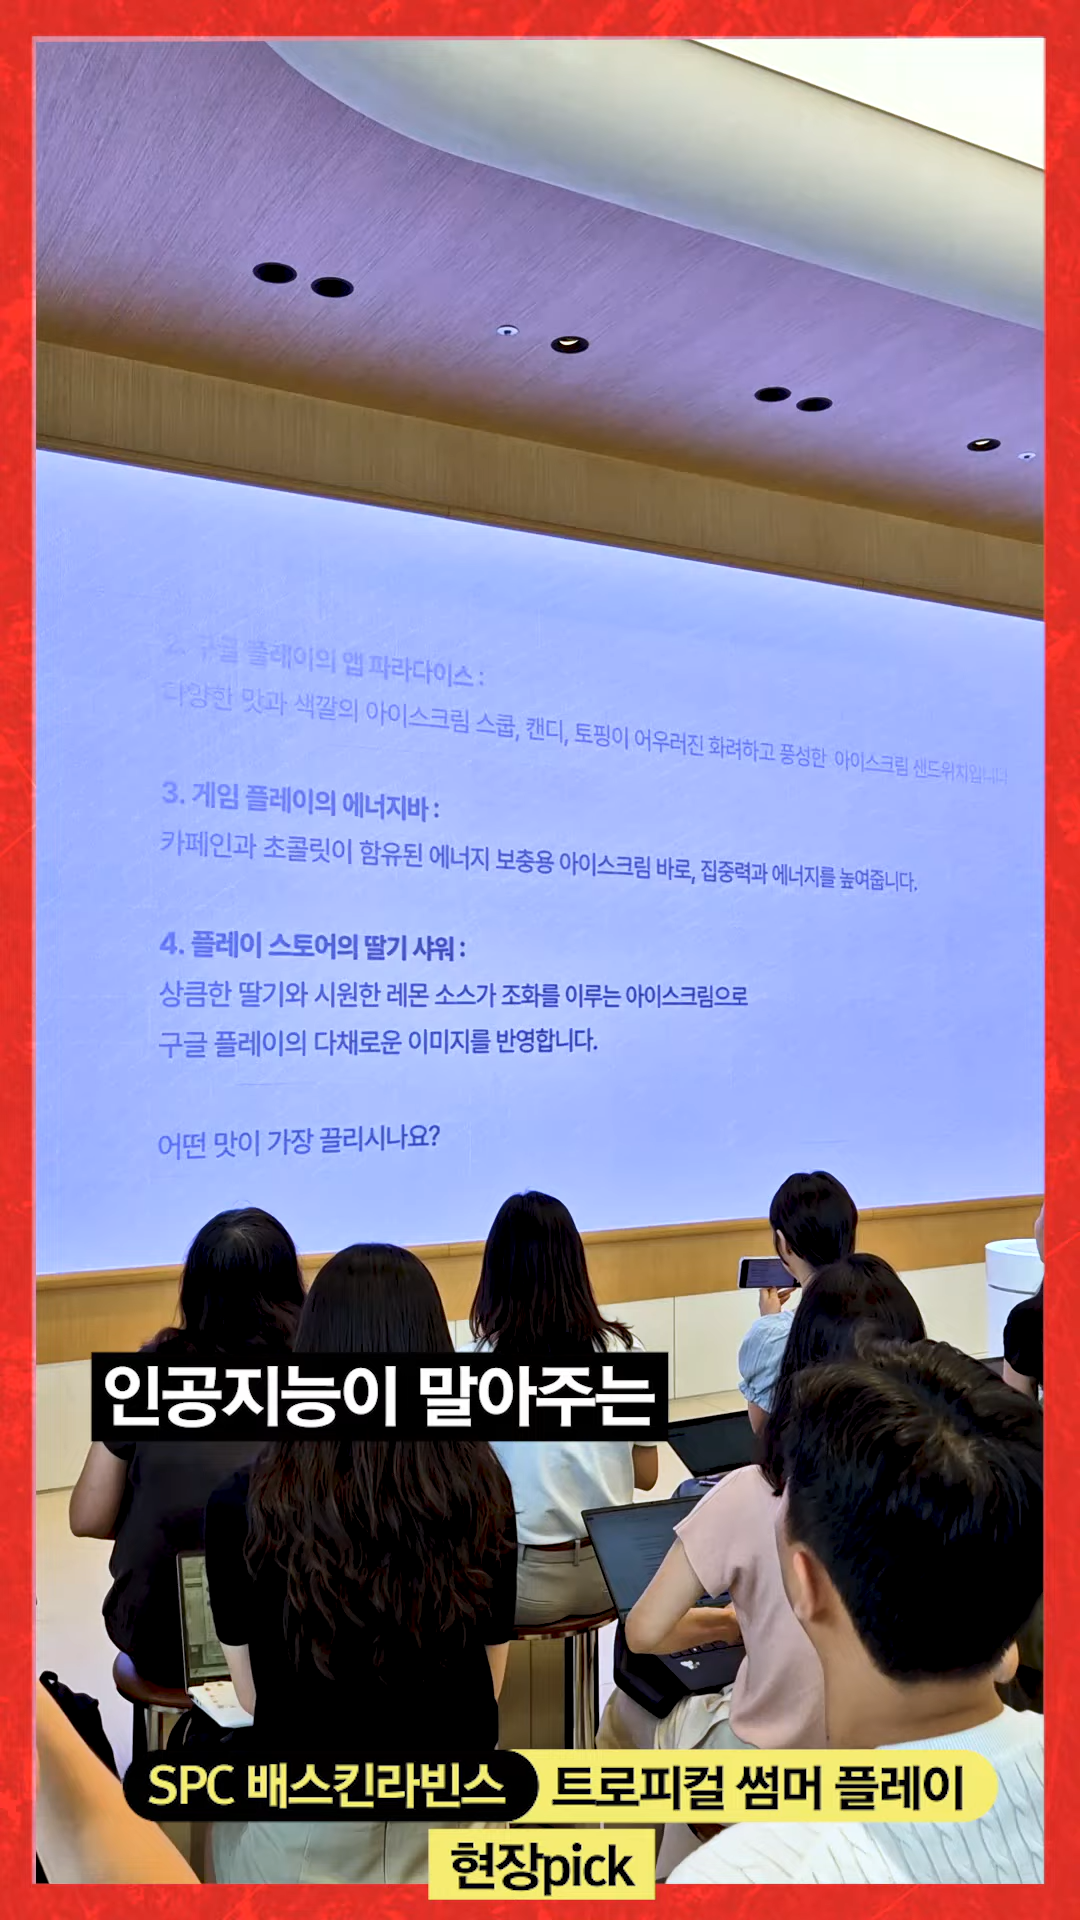 2. 구글 플레이의 앱 파라다이스 :
다양한 맛과 색깔의 아이스크림 스쿱, 캔디, 토핑이 어우러진 화려하고 풍성한 아이스크림 샌드위치입니다
3. 게임 플레이의 에너지바 :
카페인과 초콜릿이 함유된 에너지 보충용 아이스크림 바로, 집중력과 에너지를 높여줍니다.
4. 플레이 스토어의 딸기 샤워 :
상큼한 딸기와 시원한 레몬 소스가 조화를 이루는 아이스크림으로
구글 플레이의 다채로운 이미지를 반영합니다.
어떤 맛이 가장 끌리시나요?
인공지능이 말아주는
SPC 배스킨라빈스 트로피컬 썸머 플레이
현장pick